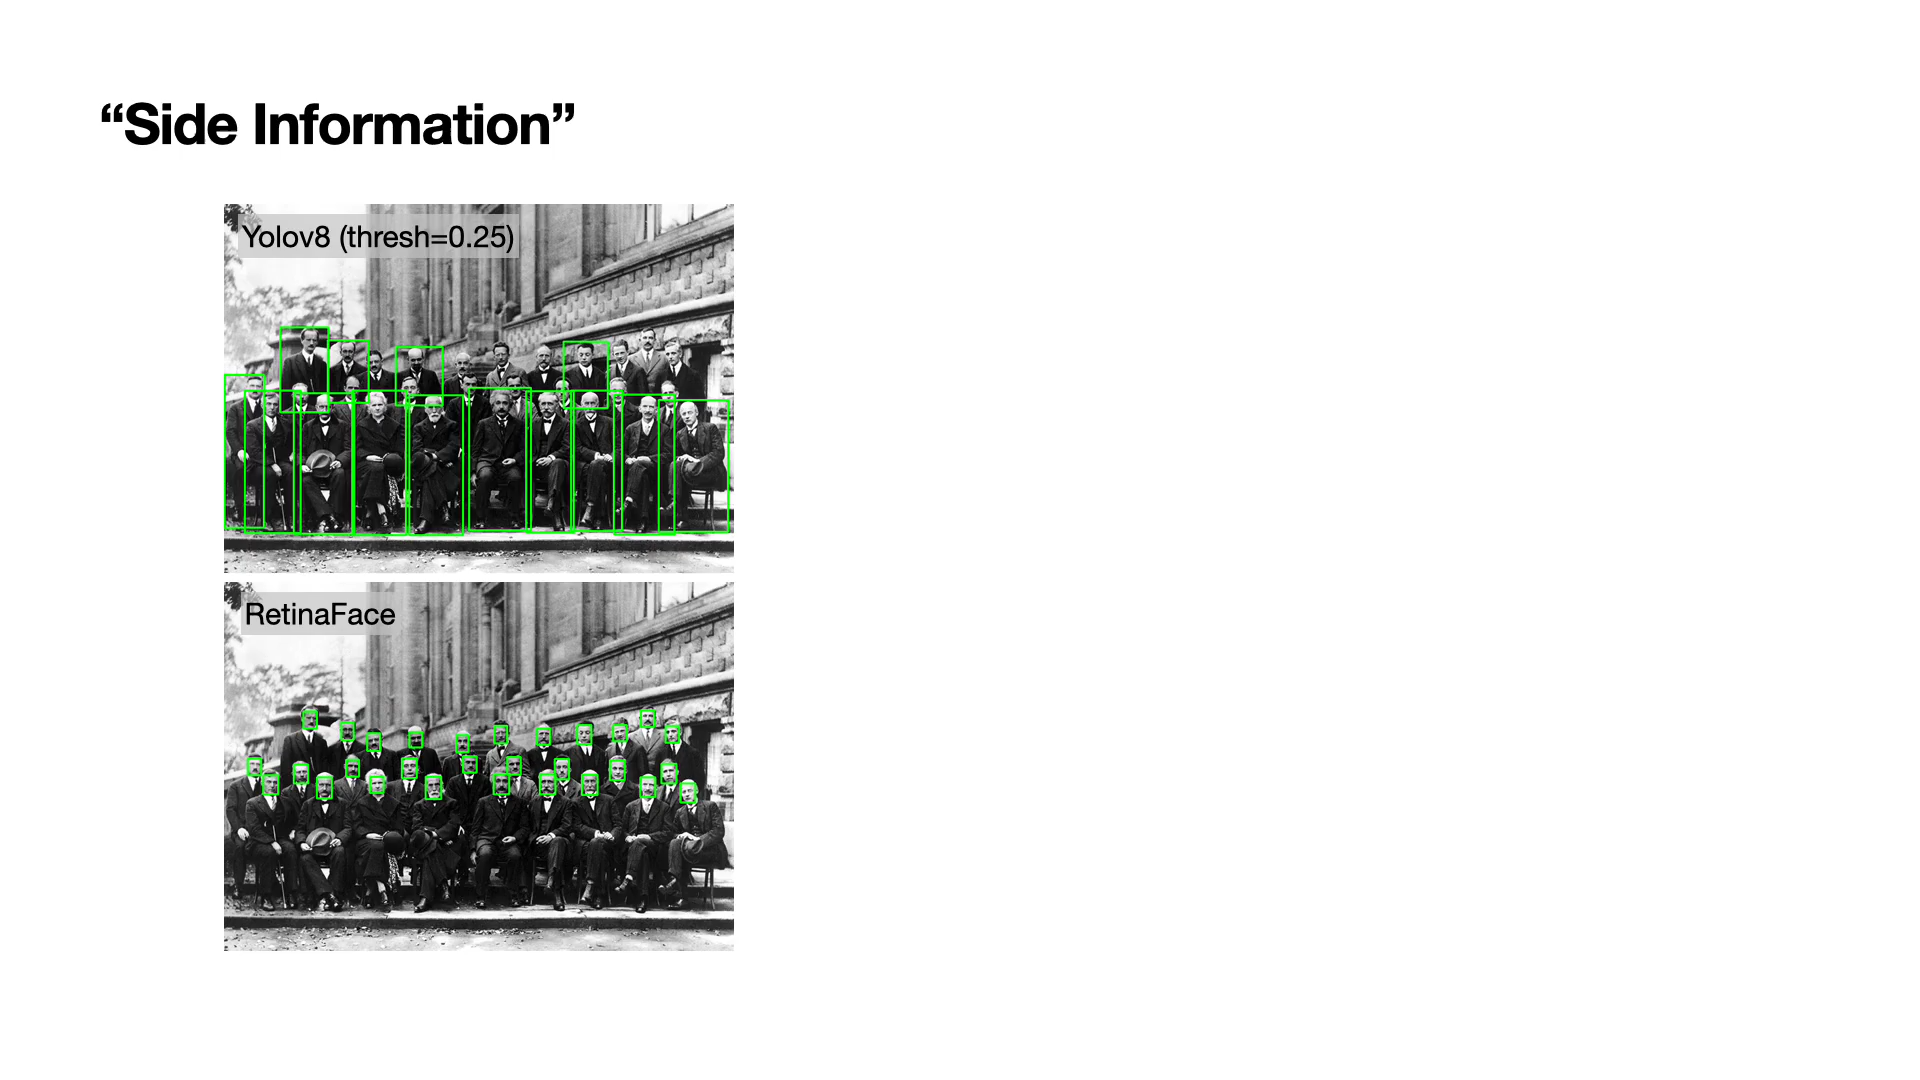 “Side Information”
Yolov8 (thresh=0.25)
RetinaFace